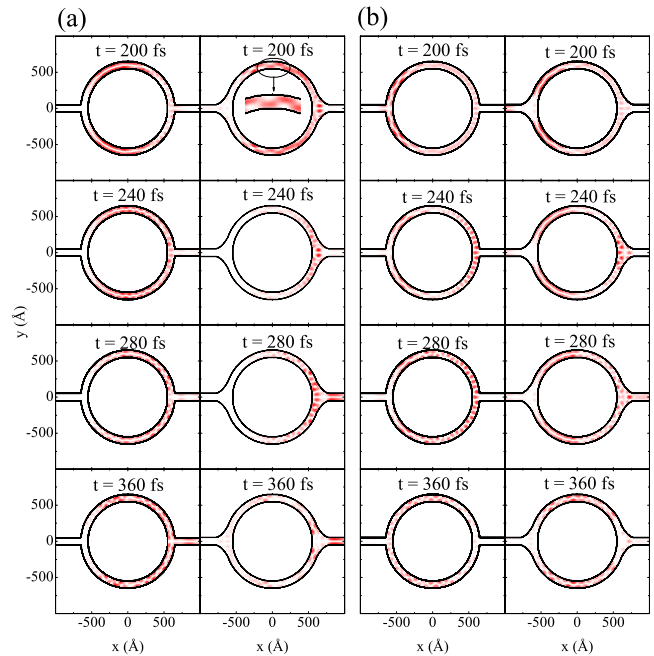 (a) (b)
t = 200 fs t = 200 fs t = 200 fs t = 200 fs
500
0
-500
t = 240 fs t = 240 fs t = 240 fs t = 240 fs
500
0
-500
y (Å)
t = 280 fs t = 280 fs t = 280 fs t = 280 fs
500
0
-500
t = 360 fs t = 360 fs t = 360 fs t = 360 fs
500
0
-500
-500 0 500 -500 0 500 -500 0 500 -500 0 500
x (Å) x (Å) x (Å) x (Å)